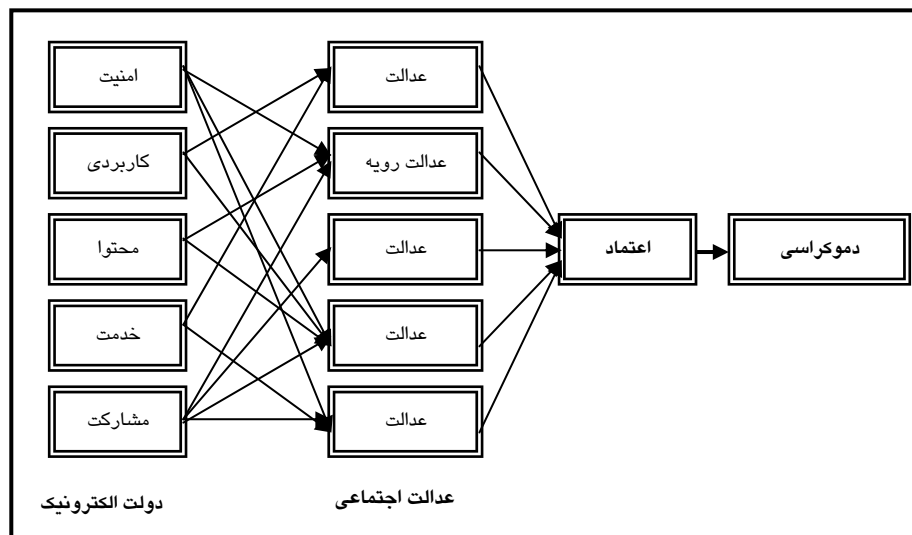 امنیت
کاربردی
محتوا
خدمت
مشارکت
دولت الکترونیک
عدالت
عدالت رویه
عدالت
عدالت
عدالت
عدالت اجتماعی
اعتماد
دموکراسی